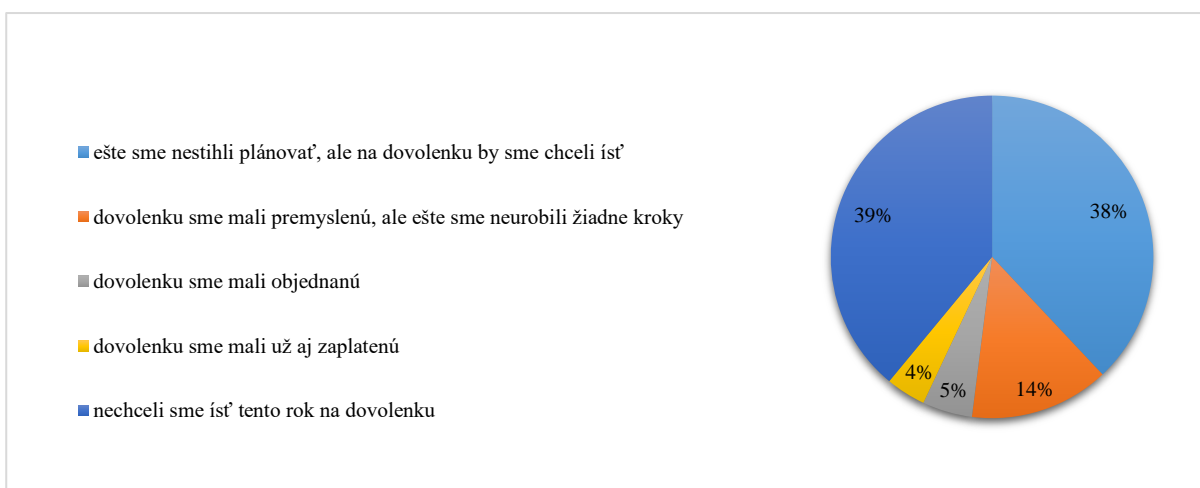 ešte sme nestihli plánovať, ale na dovolenku by sme chceli ísť
dovolenku sme mali premyslenú, ale ešte sme neurobili žiadne kroky
dovolenku sme mali objednanú
dovolenku sme mali už aj zaplatenú
nechceli sme ísť tento rok na dovolenku
38%
14%
5%
4%
39%